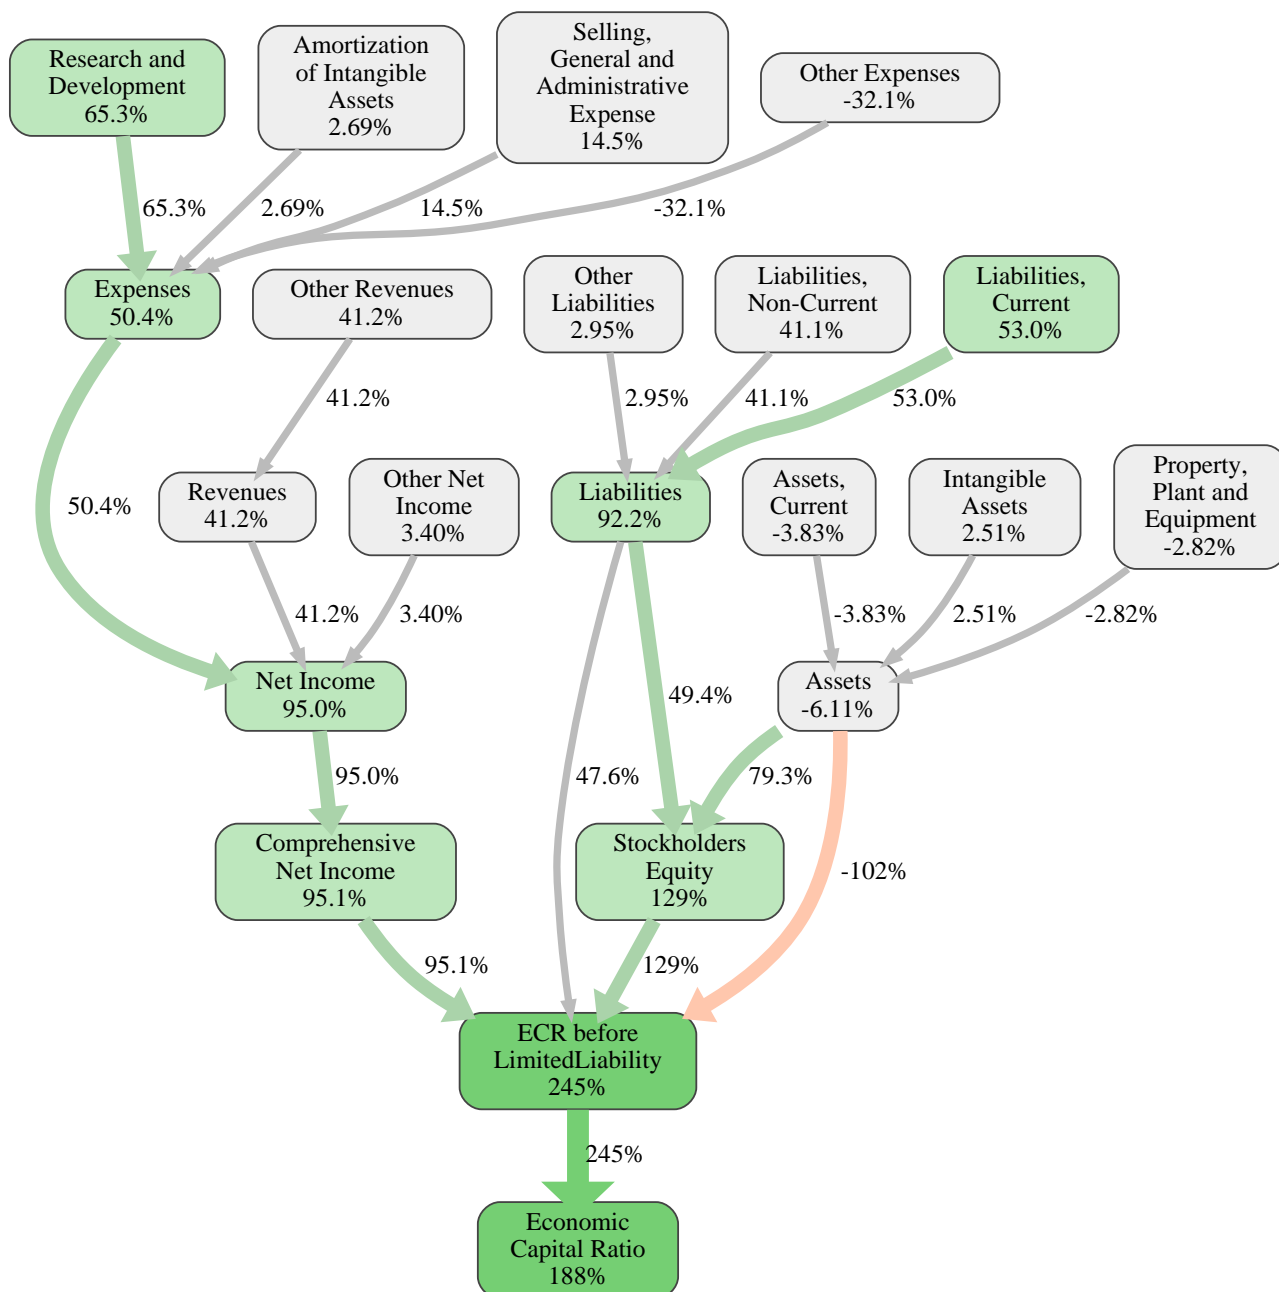 Research and
Development
65.3%
Amortization
of Intangible
Assets
2.69%
Selling,
General and
Administrative
Expense
14.5%
Other Expenses
-32.1%
65.3%
2.69%
14.5%
-32.1%
Expenses
50.4%
Other Revenues
41.2%
Other
Liabilities
2.95%
Liabilities,
Non-Current
41.1%
Liabilities,
Current
53.0%
41.2%
2.95%
41.1%
53.0%
50.4%
Revenues
41.2%
Other Net
Income
3.40%
Liabilities
92.2%
Assets,
Current
-3.83%
Intangible
Assets
2.51%
Property,
Plant and
Equipment
-2.82%
41.2%
3.40%
-3.83%
2.51%
-2.82%
Net Income
95.0%
49.4%
Assets
-6.11%
95.0%
47.6%
79.3%
Comprehensive
Net Income
95.1%
Stockholders
Equity
129%
-102%
95.1%
129%
ECR before
LimitedLiability
245%
245%
Economic
Capital Ratio
188%